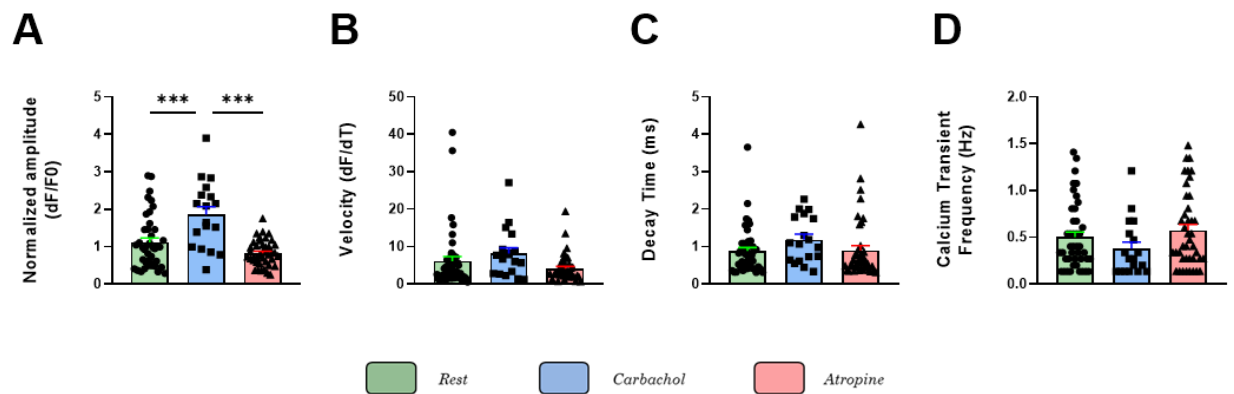 A
B
C
D
Normalized amplitude
(dF/F0)
5
4
3
2
1
0
***
***
Velocity (dF/dT)
50
40
30
20
10
0
Decay Time (ms)
5
4
3
2
1
0
Calcium Transient
Frequency (Hz)
2.0
1.5
1.0
0.5
0.0
Rest
Carbachol
Atropine